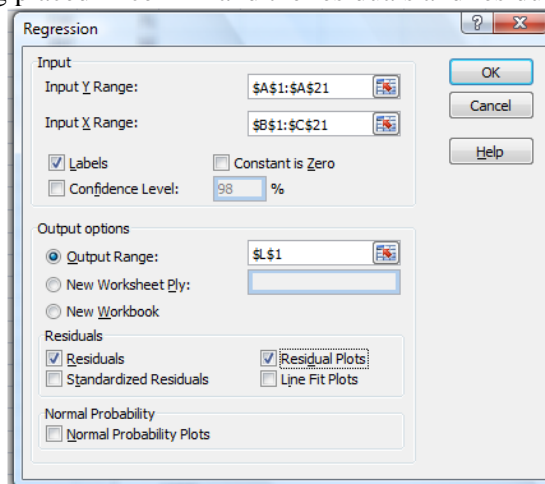 Regression
Input
Input Y Range:
$A$1:$A$21
Input X Range:
$B$1:$C$21
Labels
Constant is Zero
Confidence Level:
98 %
OK
Cancel
Help
Output options
Output Range:
$L$1
New Worksheet Ply:
New Workbook
Residuals
Residuals
Residual Plots
Standardized Residuals
Line Fit Plots
Normal Probability
Normal Probability Plots